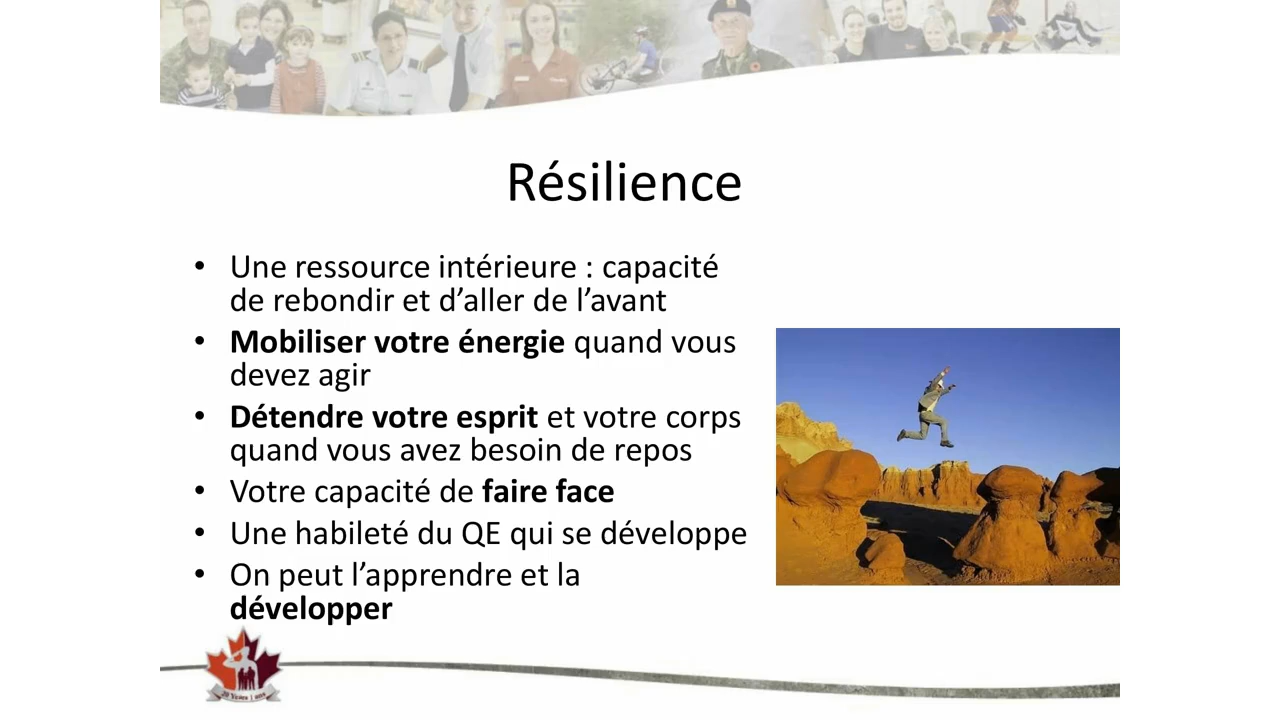 Résilience
• Une ressource intérieure : capacité
de rebondir et d’aller de l’avant
• Mobiliser votre énergie quand vous
devez agir
• Détendre votre esprit et votre corps
quand vous avez besoin de repos
• Votre capacité de faire face
• Une habileté du QE qui se développe
• On peut l’apprendre et la
développer